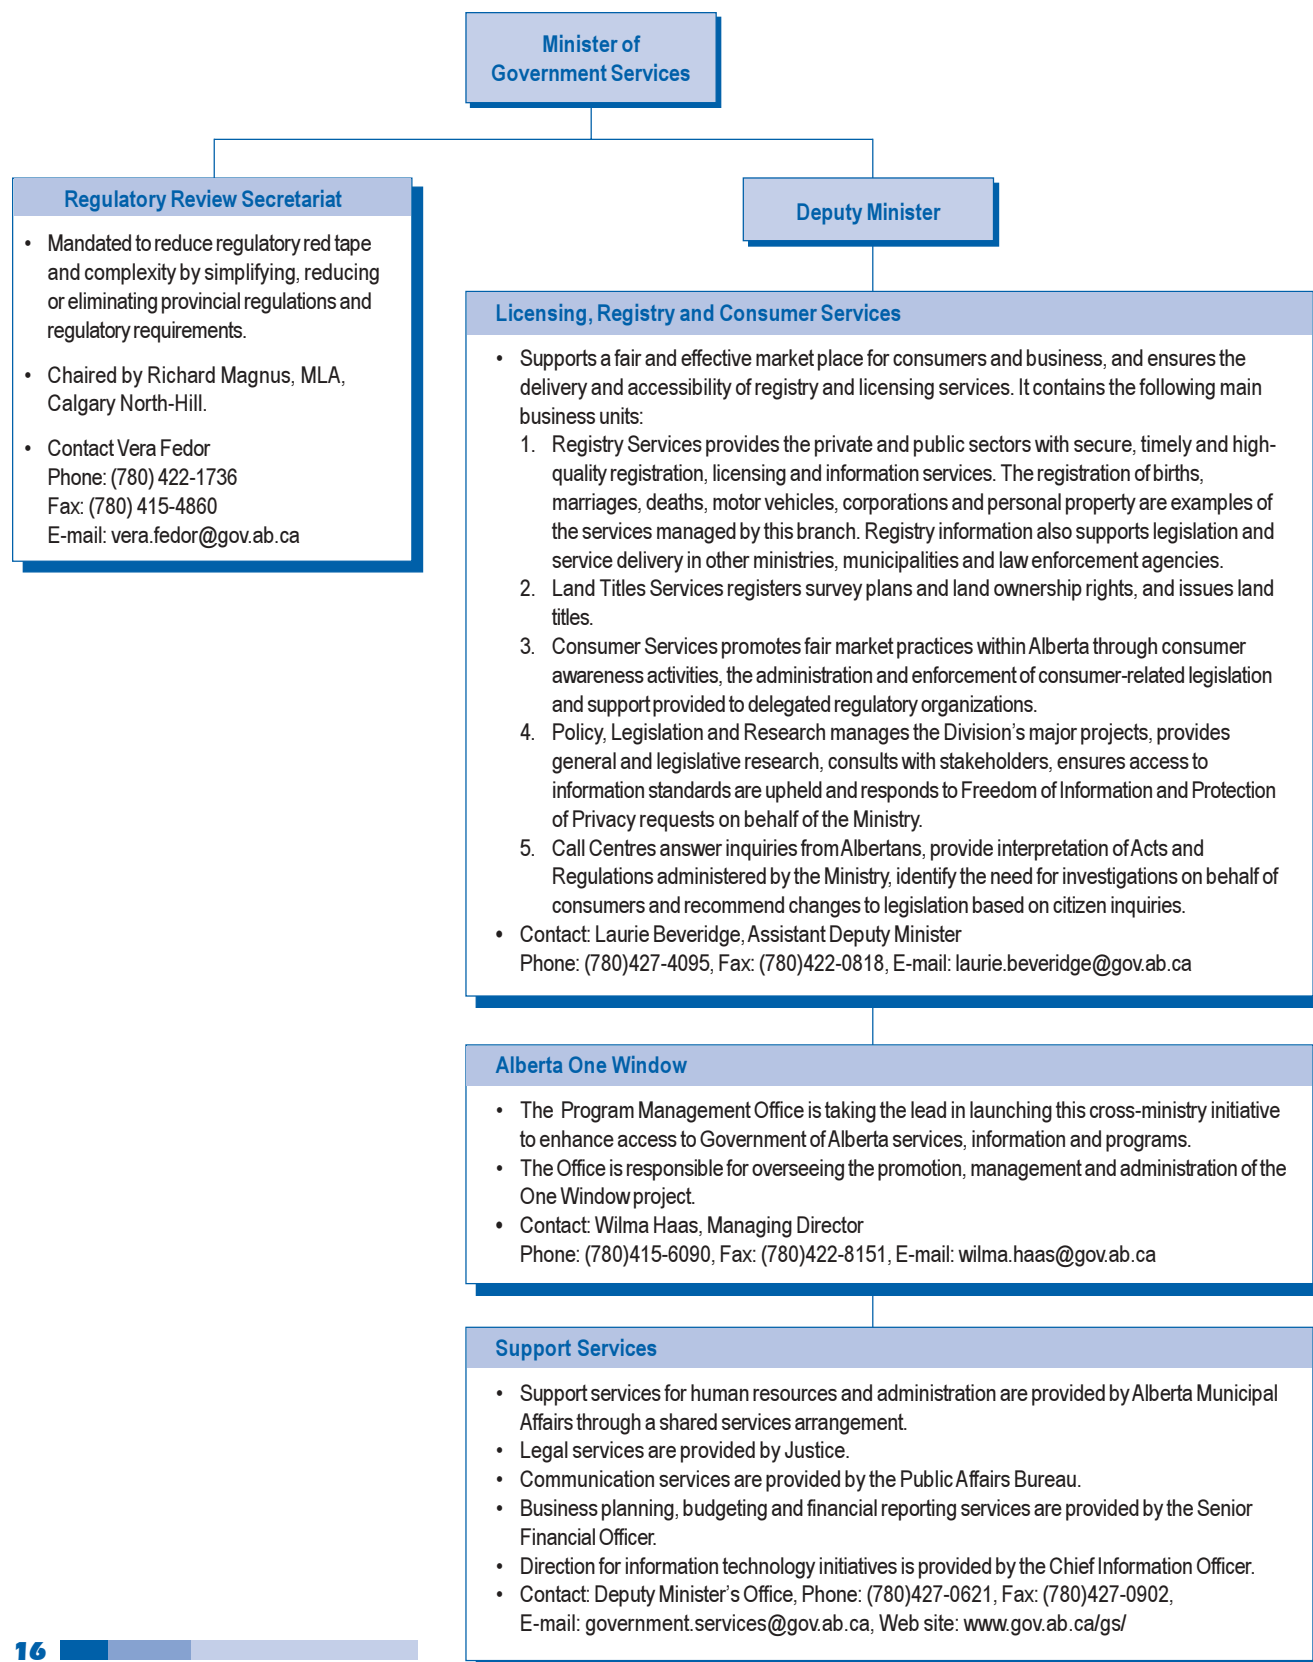 Minister of
Government Services
Regulatory Review Secretariat
• Mandated to reduce regulatory red tape
and complexity by simplifying, reducing
or eliminating provincial regulations and
regulatory requirements.
• Chaired by Richard Magnus, MLA,
Calgary North-Hill.
• Contact Vera Fedor
Phone: (780) 422-1736
Fax: (780) 415-4860
E-mail: vera.fedor@gov.ab.ca
Deputy Minister
Licensing, Registry and Consumer Services
• Supports a fair and effective market place for consumers and business, and ensures the
delivery and accessibility of registry and licensing services. It contains the following main
business units:
1. Registry Services provides the private and public sectors with secure, timely and high-
quality registration, licensing and information services. The registration of births,
marriages, deaths, motor vehicles, corporations and personal property are examples of
the services managed by this branch. Registry information also supports legislation and
service delivery in other ministries, municipalities and law enforcement agencies.
2. Land Titles Services registers survey plans and land ownership rights, and issues land
titles.
3. Consumer Services promotes fair market practices within Alberta through consumer
awareness activities, the administration and enforcement of consumer-related legislation
and support provided to delegated regulatory organizations.
4. Policy, Legislation and Research manages the Division's major projects, provides
general and legislative research, consults with stakeholders, ensures access to
information standards are upheld and responds to Freedom of Information and Protection
of Privacy requests on behalf of the Ministry.
5. Call Centres answer inquiries from Albertans, provide interpretation of Acts and
Regulations administered by the Ministry, identify the need for investigations on behalf of
consumers and recommend changes to legislation based on citizen inquiries.
• Contact: Laurie Beveridge, Assistant Deputy Minister
Phone: (780)427-4095, Fax: (780)422-0818, E-mail: laurie.beveridge@gov.ab.ca
Alberta One Window
• The Program Management Office is taking the lead in launching this cross-ministry initiative
to enhance access to Government of Alberta services, information and programs.
• The Office is responsible for overseeing the promotion, management and administration of the
One Window project.
• Contact: Wilma Haas, Managing Director
Phone: (780)415-6090, Fax: (780)422-8151, E-mail: wilma.haas@gov.ab.ca
Support Services
• Support services for human resources and administration are provided by Alberta Municipal
Affairs through a shared services arrangement.
• Legal services are provided by Justice.
• Communication services are provided by the Public Affairs Bureau.
• Business planning, budgeting and financial reporting services are provided by the Senior
Financial Officer.
• Direction for information technology initiatives is provided by the Chief Information Officer.
• Contact: Deputy Minister's Office, Phone: (780)427-0621, Fax: (780)427-0902,
E-mail: government.services@gov.ab.ca, Web site: www.gov.ab.ca/gs/
16